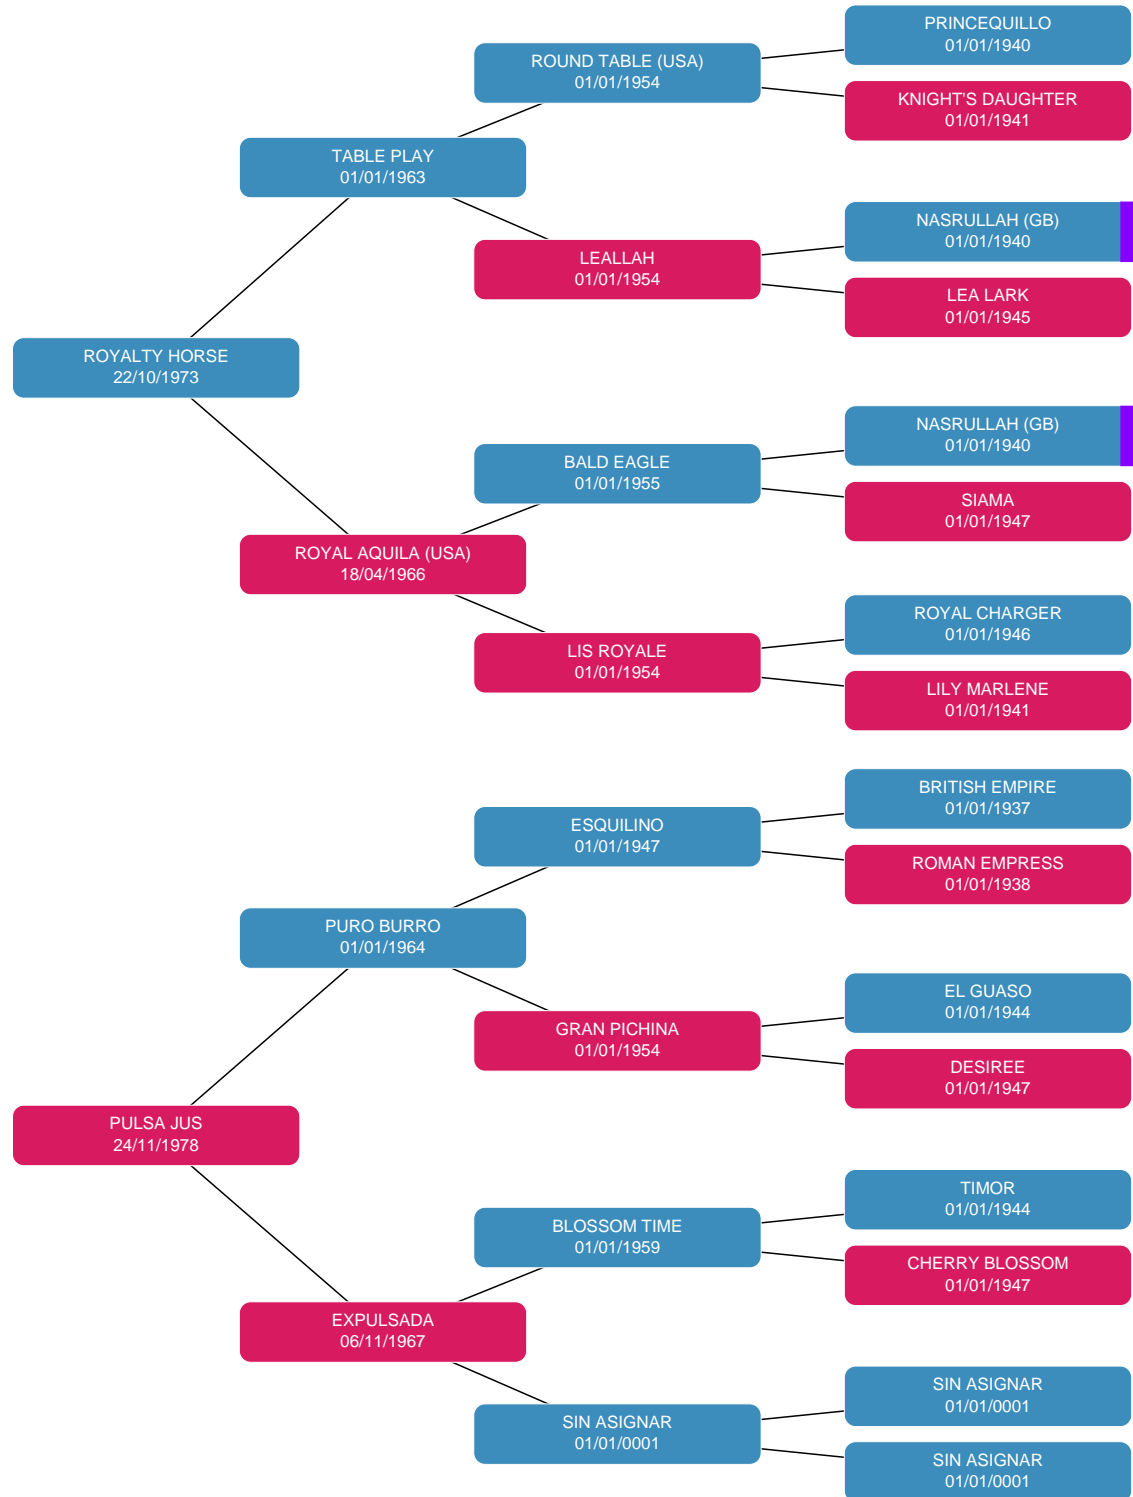 PRINCEQUILLO
01/01/1940
ROUND TABLE (USA)
01/01/1954
KNIGHT'S DAUGHTER
01/01/1941
TABLE PLAY
01/01/1963
NASRULLAH (GB)
01/01/1940
LEALLAH
01/01/1954
LEA LARK
01/01/1945
ROYALTY HORSE
22/10/1973
NASRULLAH (GB)
01/01/1940
BALD EAGLE
01/01/1955
SIAMA
01/01/1947
ROYAL AQUILA (USA)
18/04/1966
ROYAL CHARGER
01/01/1946
LIS ROYALE
01/01/1954
LILY MARLENE
01/01/1941
BRITISH EMPIRE
01/01/1937
ESQUILINO
01/01/1947
ROMAN EMPRESS
01/01/1938
PURO BURRO
01/01/1964
EL GUASO
01/01/1944
GRAN PICHINA
01/01/1954
DESIREE
01/01/1947
PULSA JUS
24/11/1978
TIMOR
01/01/1944
BLOSSOM TIME
01/01/1959
CHERRY BLOSSOM
01/01/1947
EXPULSADA
06/11/1967
SIN ASIGNAR
01/01/0001
SIN ASIGNAR
01/01/0001
SIN ASIGNAR
01/01/0001